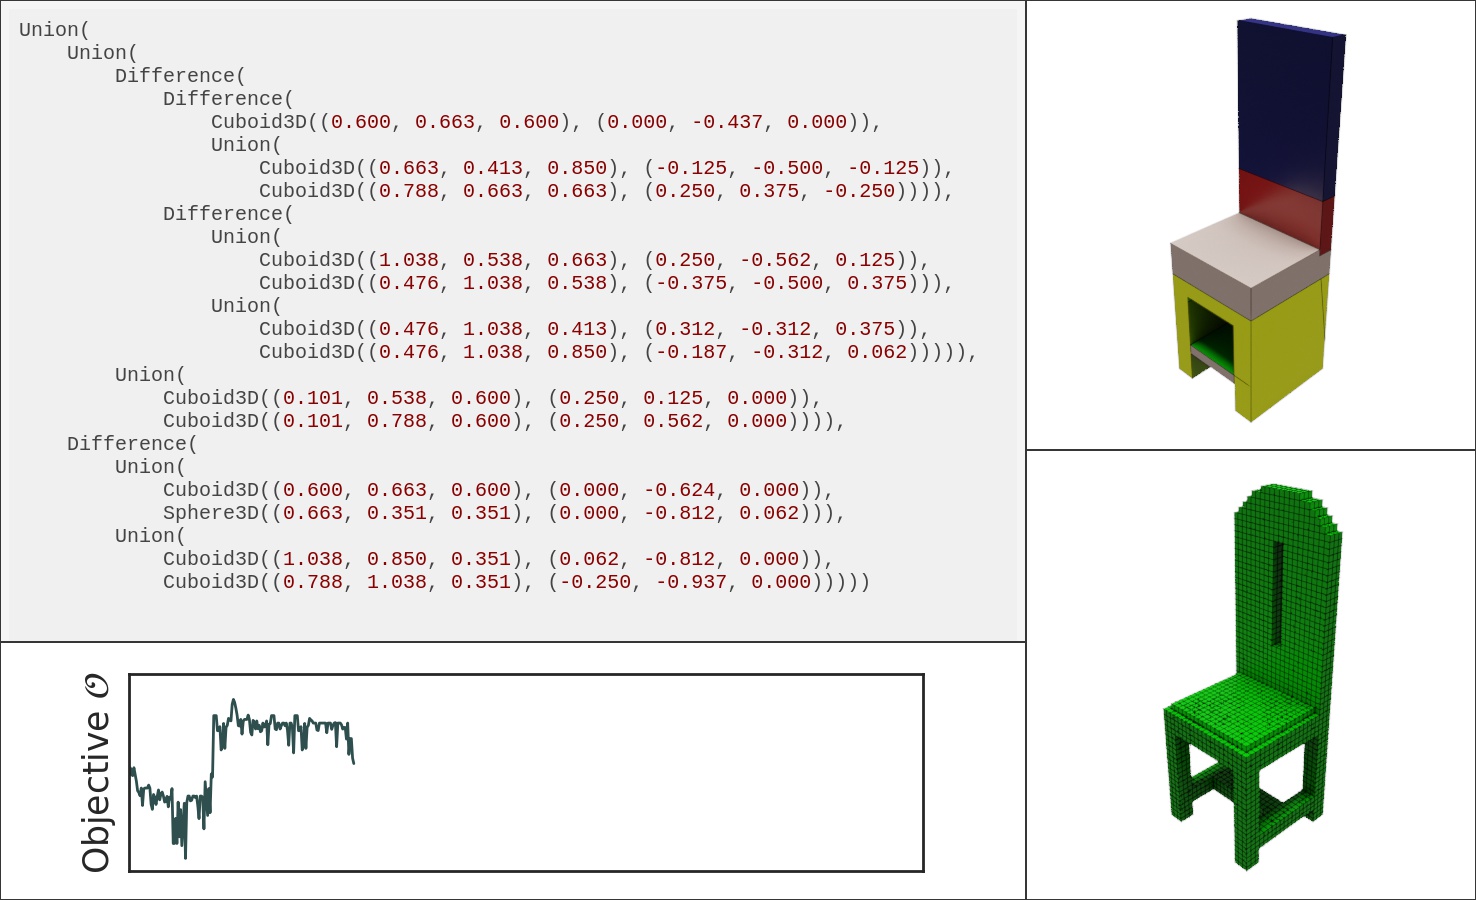 Union(
    Union(
        Difference(
            Difference(
                Cuboid3D((0.600, 0.663, 0.600), (0.000, -0.437, 0.000)),
                Union(
                    Cuboid3D((0.663, 0.413, 0.850), (-0.125, -0.500, -0.125)),
                    Cuboid3D((0.788, 0.663, 0.663), (0.250, 0.375, -0.250)))),
            Difference(
                Union(
                    Cuboid3D((1.038, 0.538, 0.663), (0.250, -0.562, 0.125)),
                    Cuboid3D((0.476, 1.038, 0.538), (-0.375, -0.500, 0.375))),
                Union(
                    Cuboid3D((0.476, 1.038, 0.413), (0.312, -0.312, 0.375)),
                    Cuboid3D((0.476, 1.038, 0.850), (-0.187, -0.312, 0.062))))),
        Union(
            Cuboid3D((0.101, 0.538, 0.600), (0.250, 0.125, 0.000)),
            Cuboid3D((0.101, 0.788, 0.600), (0.250, 0.562, 0.000)))),
    Difference(
        Union(
            Cuboid3D((0.600, 0.663, 0.600), (0.000, -0.624, 0.000)),
            Sphere3D((0.663, 0.351, 0.351), (0.000, -0.812, 0.062))),
        Union(
            Cuboid3D((1.038, 0.850, 0.351), (0.062, -0.812, 0.000)),
            Cuboid3D((0.788, 1.038, 0.351), (-0.250, -0.937, 0.000)))))
Objective 𝒪